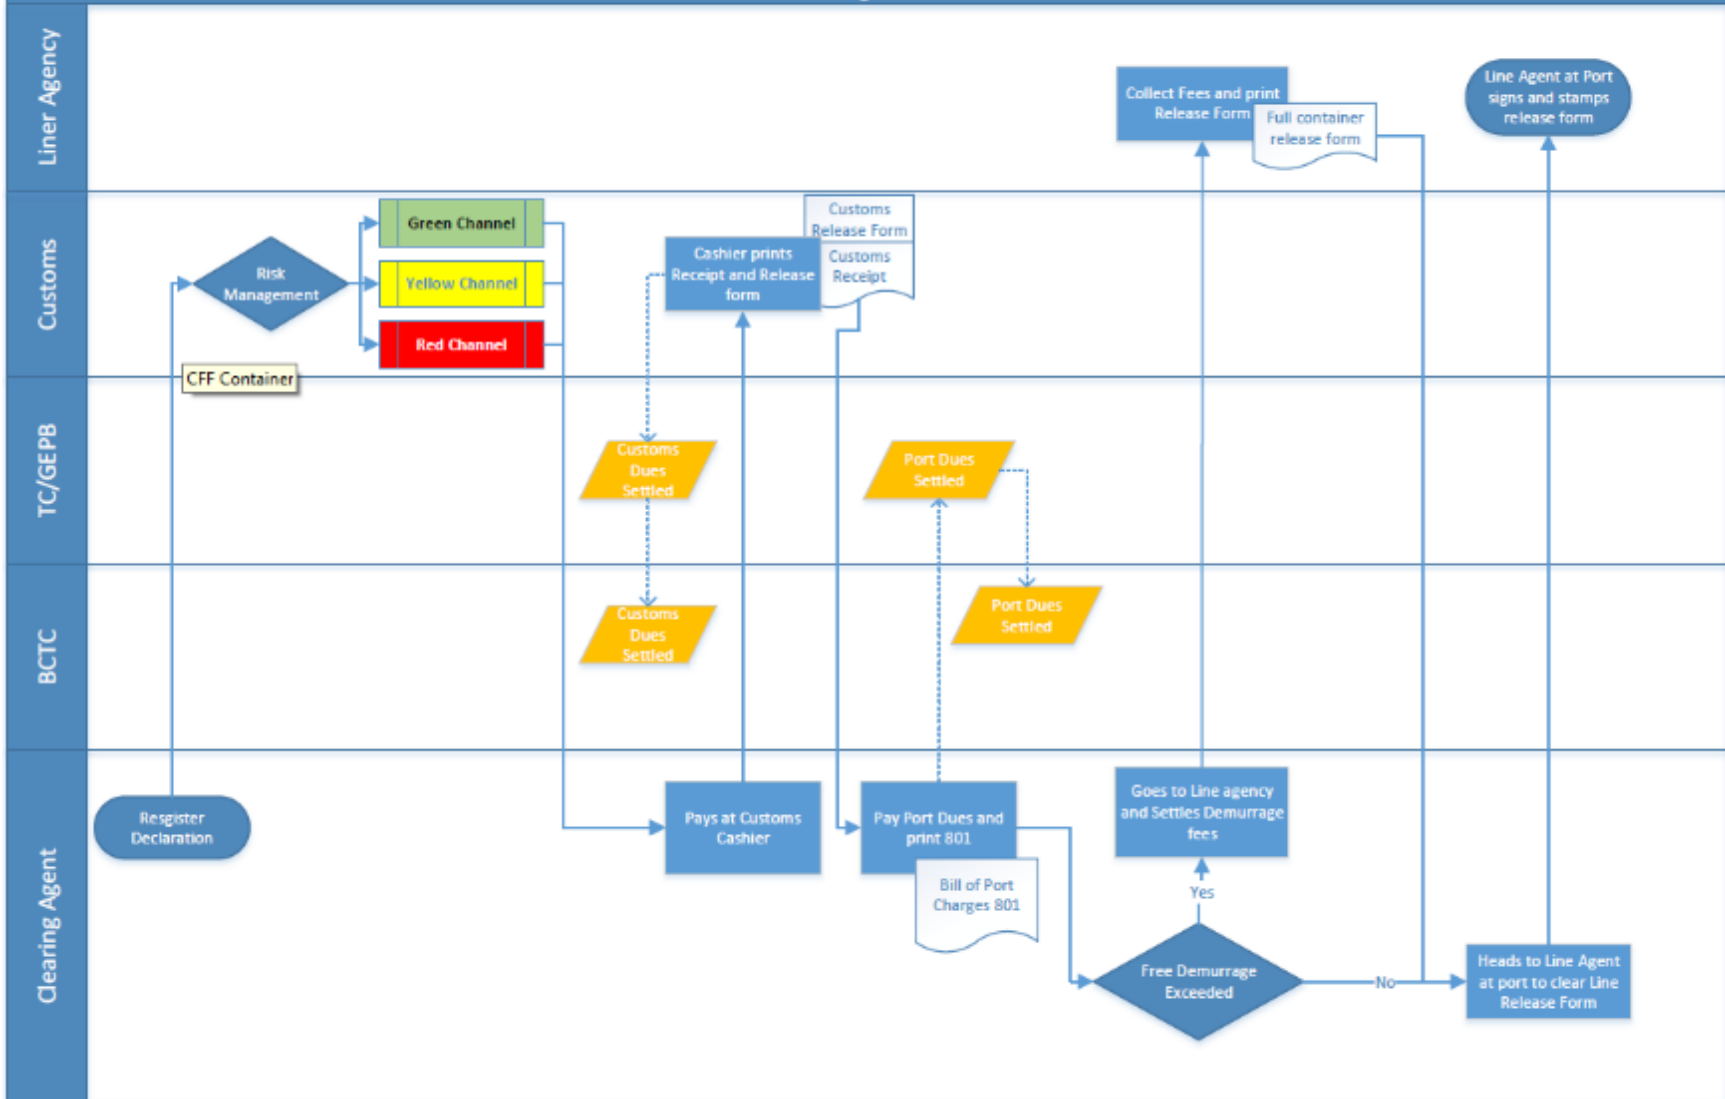 Liner Agency
Collect Fees and print
Release Form
Full container
release form
Line Agent at Port
signs and stamps
release form
Customs
Risk
Management
Green Channel
Yellow Channel
Red Channel
Cashier prints
Receipt and Release
form
Customs
Release Form
Customs
Receipt
CFF Container
TC/GEPB
Customs
Dues
Settled
Port Dues
Settled
BCTC
Customs
Dues
Settled
Port Dues
Settled
Clearing Agent
Resgister
Declaration
Pays at Customs
Cashier
Pay Port Dues and
print 801
Bill of Port
Charges 801
Goes to Line agency
and Settles Demurrage
fees
Yes
Free Demurrage
Exceeded
No
Heads to Line Agent
at port to clear Line
Release Form